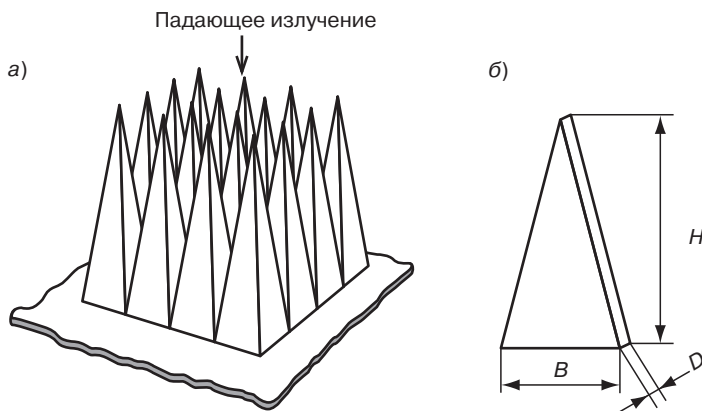 Падающее излучение
а)
б)
H
B
D